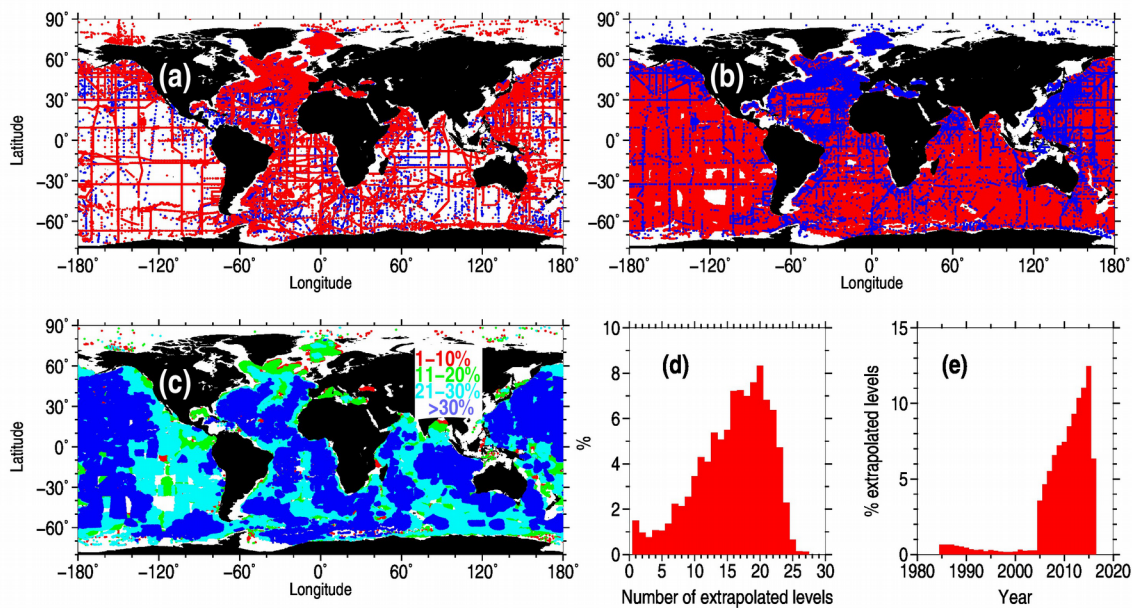 90˚
60˚
30˚
0˚
−30˚
−60˚
Latitude
(a)
−180 −120 −60 0 60 120 180˚
Longitude
90˚
60˚
30˚
0˚
−30˚
−60˚
(b)
−180 −120 −60 0 60 120 180˚
Longitude
90˚
60˚
30˚
0˚
−30˚
−60˚
Latitude
(c)
1−10%
11−20%
21−30%
>30%
−180 −120 −60 0 60 120 180˚
Longitude
10
8
6
4
2
0
%
(d)
0 5 10 15 20 25 30
Number of extrapolated levels
15
12
9
6
3
0
% extrapolated levels
(e)
1980 1990 2000 2010 2020
Year